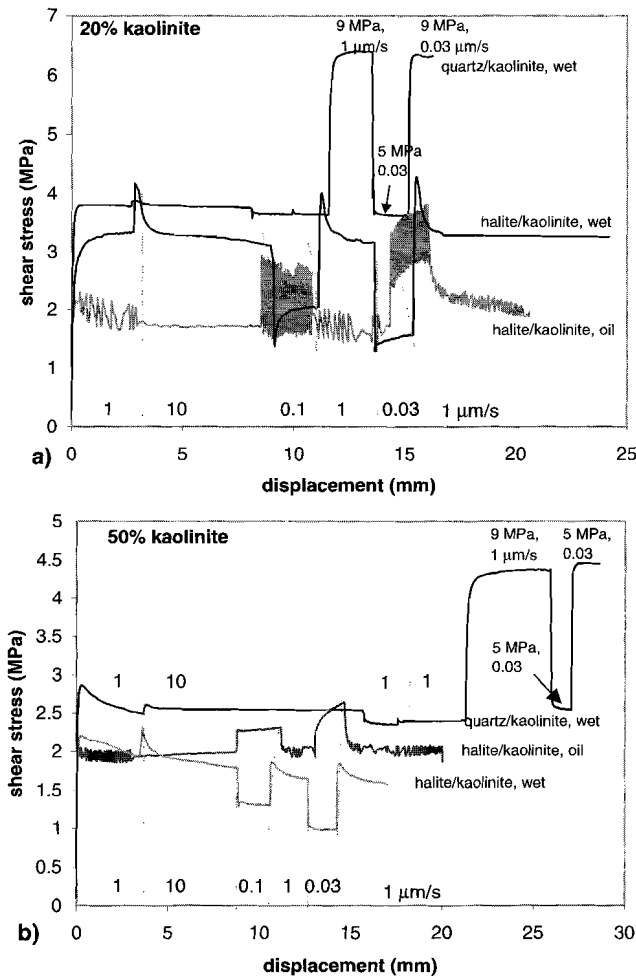 7
6
5
4
3
2
1
0
shear stress (MPa)
20% kaolinite
9 MPa,
1 μm/s
9 MPa,
0.03 μm/s
quartz/kaolinite, wet
5 MPa
0.03
halite/kaolinite, wet
halite/kaolinite, oil
1 10 0.1 1 0.03 1 μm/s
0 5 10 15 20 25
a)
displacement (mm)
5
4.5
4
3.5
3
2.5
2
1.5
1
0.5
0
shear stress (MPa)
50% kaolinite
9 MPa,
1 μm/s
5 MPa,
0.03
5 MPa,
0.03
1 10 1 1
quartz/kaolinite, wet
halite/kaolinite, oil
halite/kaolinite, wet
1 10 0.1 1 0.03 1 μm/s
0 5 10 15 20 25 30
b)
displacement (mm)